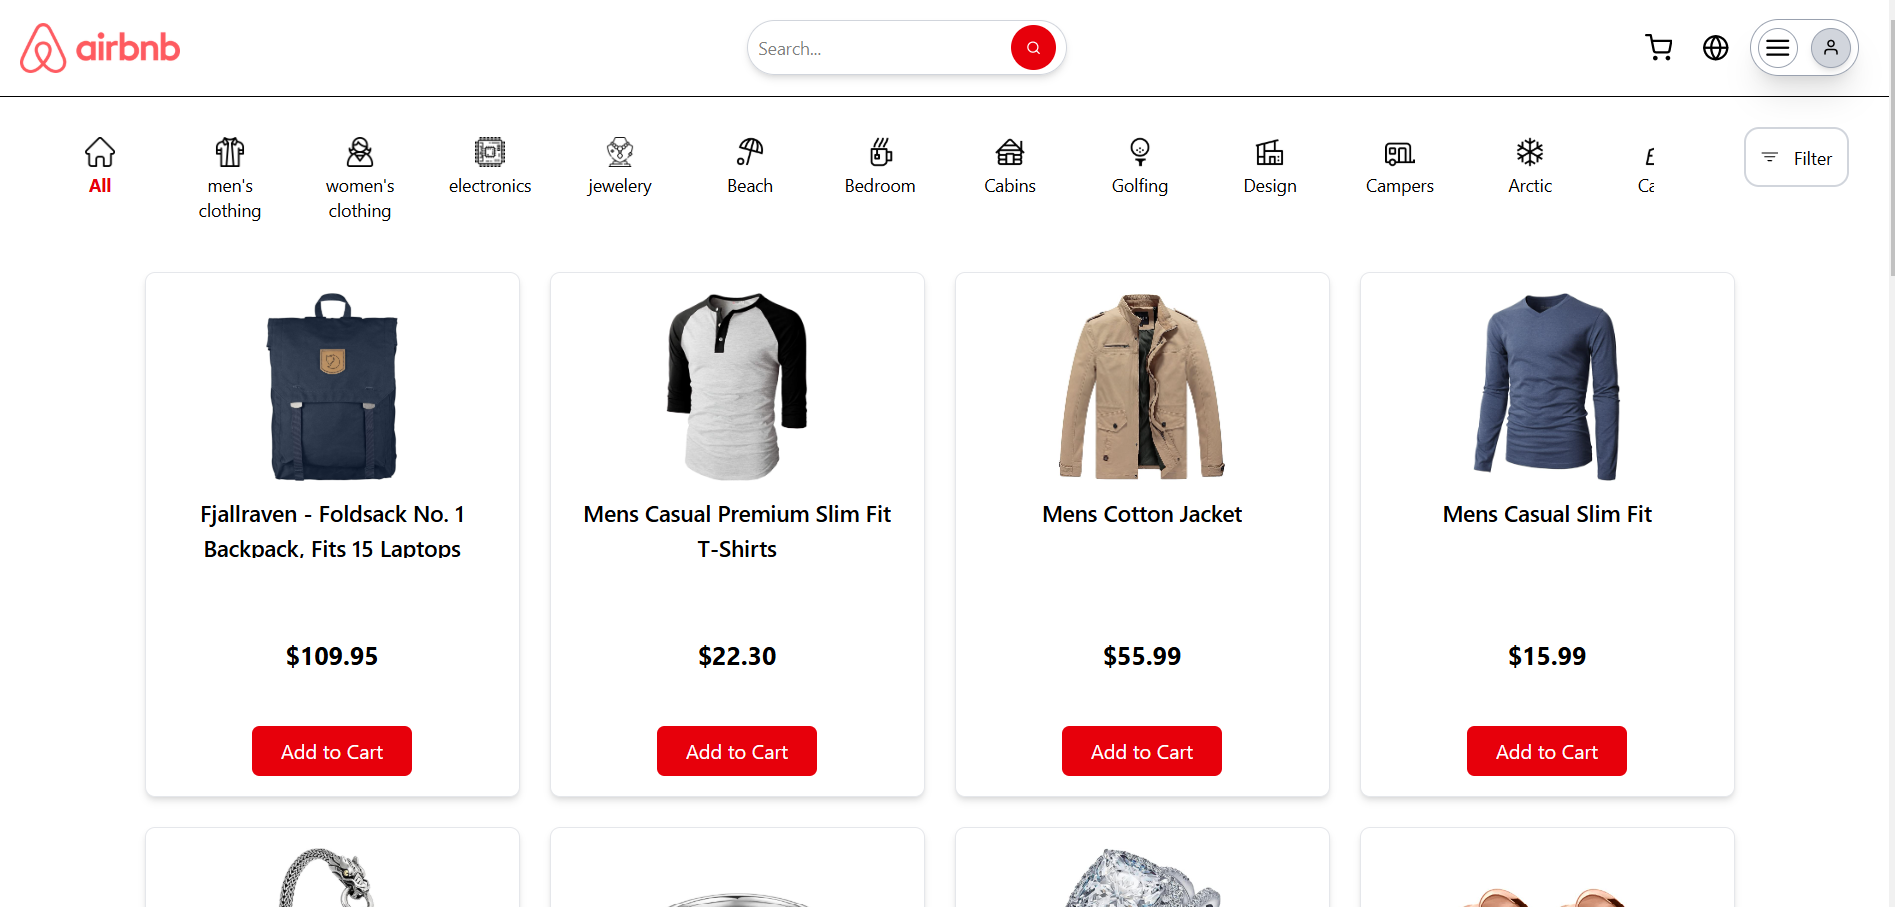 airbnb
Search...
All
men's
clothing
women's
clothing
electronics
jewelery
Beach
Bedroom
Cabins
Golfing
Design
Campers
Arctic
Ca
Filter
Fjallraven - Foldsack No. 1
Backpack, Fits 15 Laptops
Mens Casual Premium Slim Fit
T-Shirts
Mens Cotton Jacket
Mens Casual Slim Fit
$109.95
$22.30
$55.99
$15.99
Add to Cart
Add to Cart
Add to Cart
Add to Cart